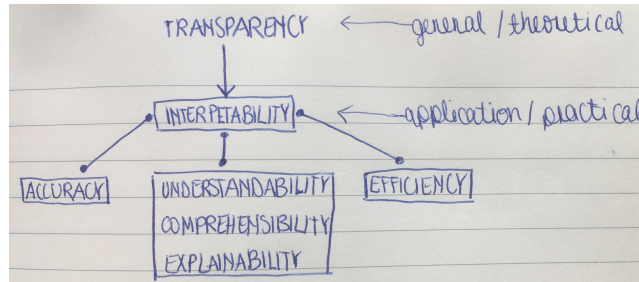 TRANSPARENCY ← general / theoretical
INTERPETABILITY ← application / practical
ACCURACY
UNDERSTANDABILITY
COMPREHENSIBILITY
EXPLAINABILITY
EFFICIENCY